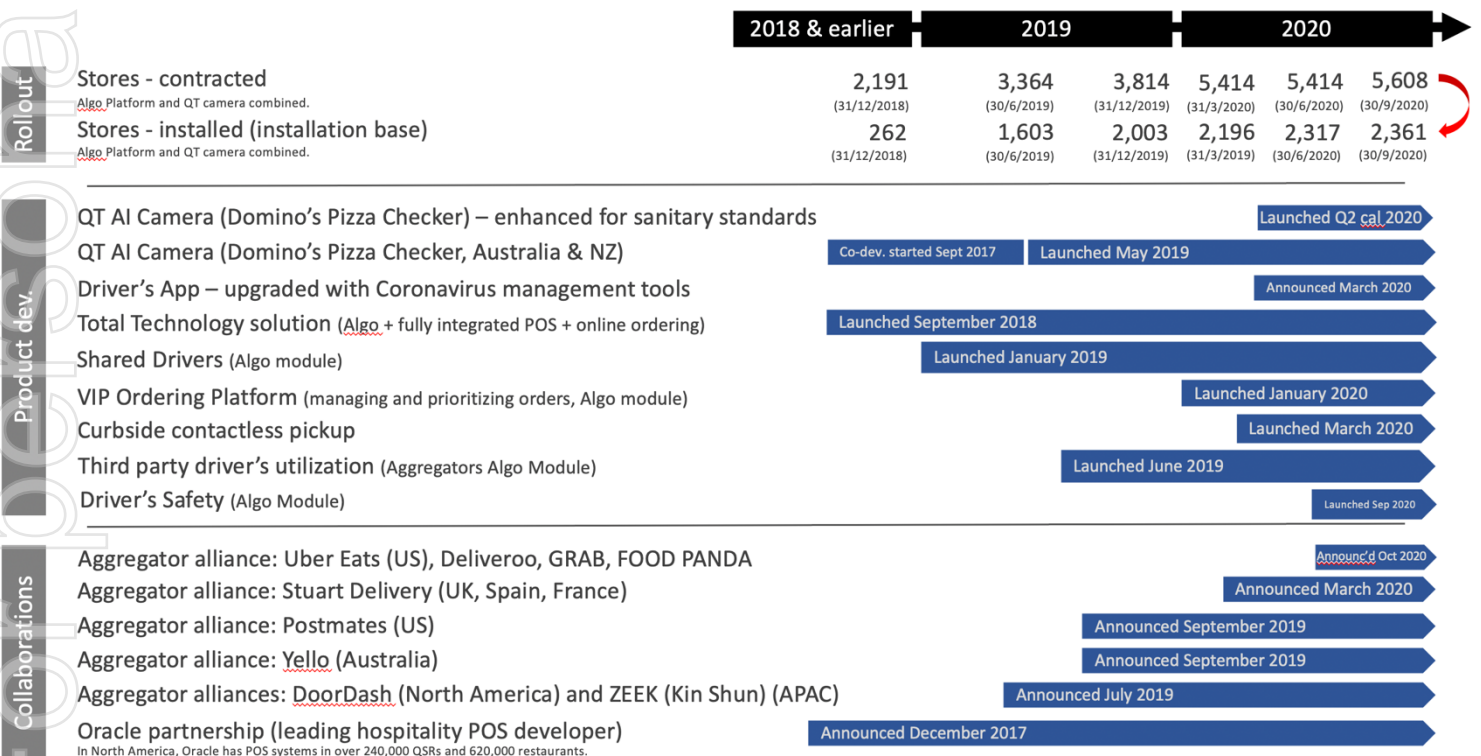 2018 & earlier 2019 2020
Rollout
Stores - contracted 2,191 3,364 3,814 5,414 5,414 5,608
Algo Platform and QT camera combined. (31/12/2018) (30/6/2019) (31/12/2019) (31/3/2020) (30/6/2020) (30/9/2020)
Stores - installed (installation base) 262 1,603 2,003 2,196 2,317 2,361
Algo Platform and QT camera combined. (31/12/2018) (30/6/2019) (31/12/2019) (31/3/2019) (30/6/2020) (30/9/2020)
Product dev.
QT AI Camera (Domino's Pizza Checker) – enhanced for sanitary standards Launched Q2 cal 2020
QT AI Camera (Domino's Pizza Checker, Australia & NZ) Co-dev. started Sept 2017 Launched May 2019
Driver's App – upgraded with Coronavirus management tools Announced March 2020
Total Technology solution (Algo + fully integrated POS + online ordering) Launched September 2018
Shared Drivers (Algo module) Launched January 2019
VIP Ordering Platform (managing and prioritizing orders, Algo module) Launched January 2020
Curbside contactless pickup Launched March 2020
Third party driver's utilization (Aggregators Algo Module) Launched June 2019
Driver's Safety (Algo Module) Launched Sep 2020
Collaborations
Aggregator alliance: Uber Eats (US), Deliveroo, GRAB, FOOD PANDA Announc'd Oct 2020
Aggregator alliance: Stuart Delivery (UK, Spain, France) Announced March 2020
Aggregator alliance: Postmates (US) Announced September 2019
Aggregator alliance: Yello (Australia) Announced September 2019
Aggregator alliances: DoorDash (North America) and ZEEK (Kin Shun) (APAC) Announced July 2019
Oracle partnership (leading hospitality POS developer) Announced December 2017
In North America, Oracle has POS systems in over 240,000 QSRs and 620,000 restaurants.
or persona